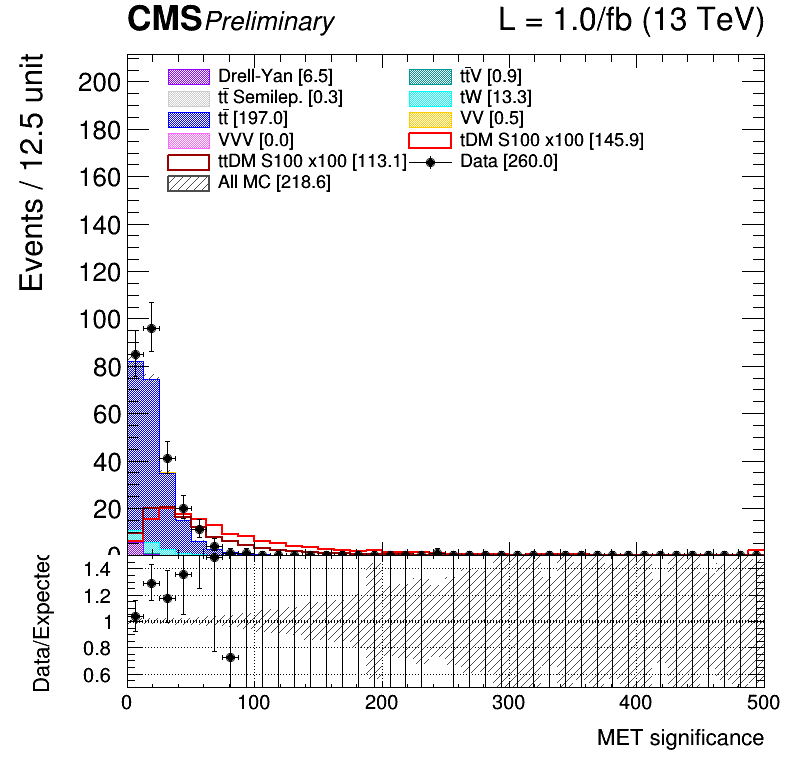 CMS Preliminary L = 1.0/fb (13 TeV)
Events / 12.5 unit
Drell-Yan [6.5] tt̄V [0.9]
tt̄ Semilep. [0.3] tW [13.3]
tt̄ [197.0] VV [0.5]
VVV [0.0] tDM S100 x100 [145.9]
ttDM S100 x100 [113.1] Data [260.0]
All MC [218.6]
200
180
160
140
120
100
80
60
40
20
0
Data/Expected
1.4
1.2
1
0.8
0.6
0 100 200 300 400 500
MET significance